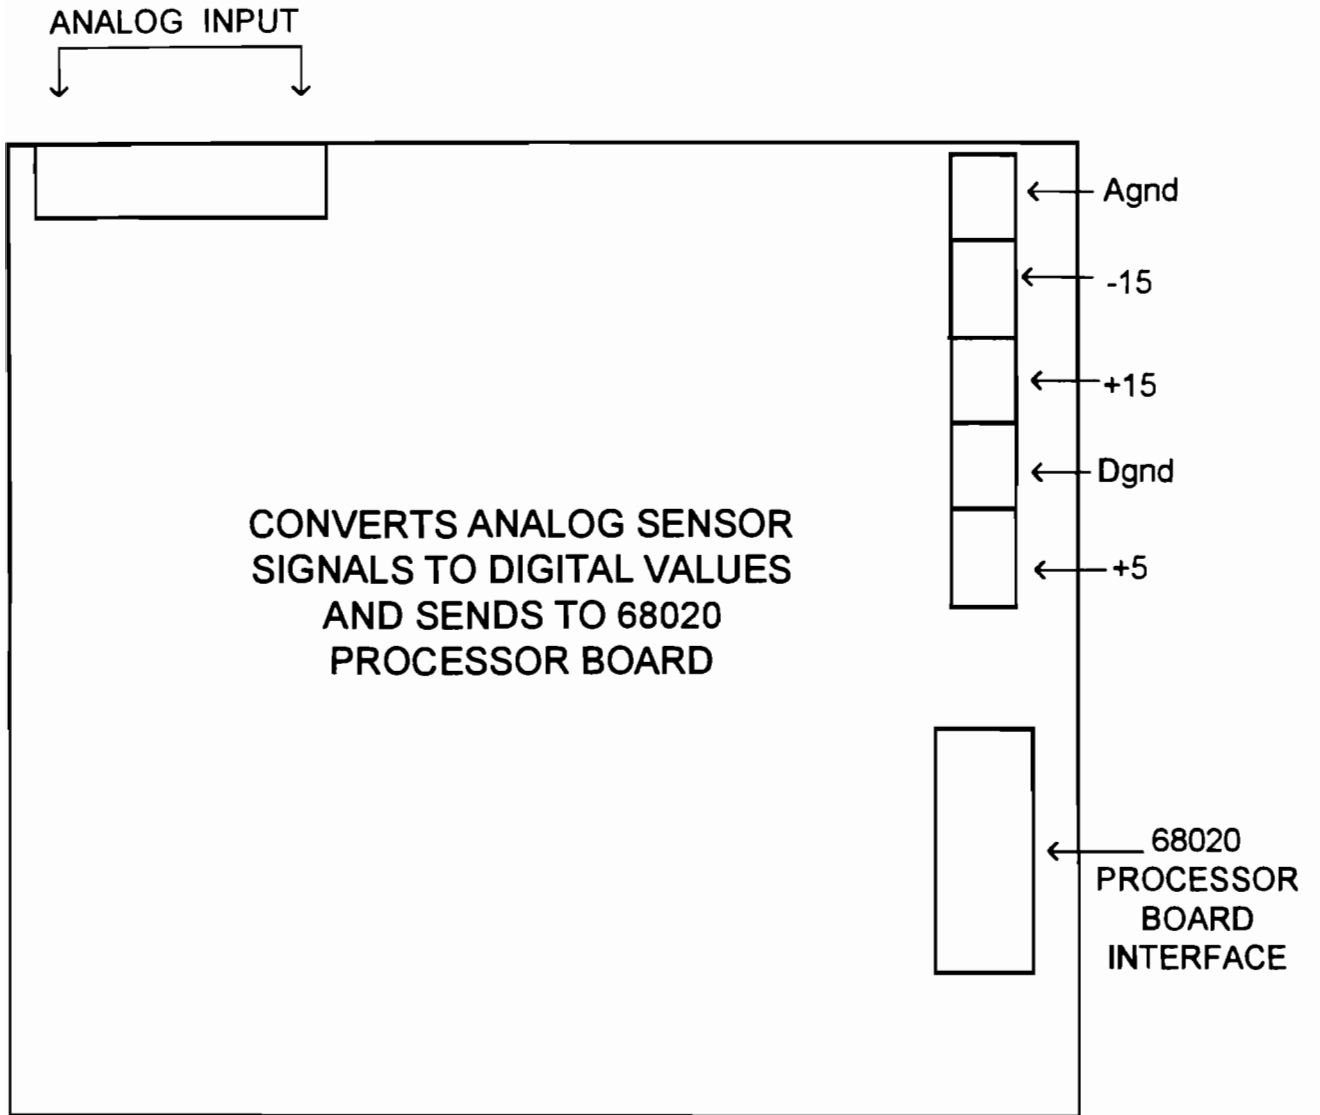 ANALOG INPUT
Agnd
-15
+15
Dgnd
+5
CONVERTS ANALOG SENSOR
SIGNALS TO DIGITAL VALUES
AND SENDS TO 68020
PROCESSOR BOARD
68020
PROCESSOR
BOARD
INTERFACE